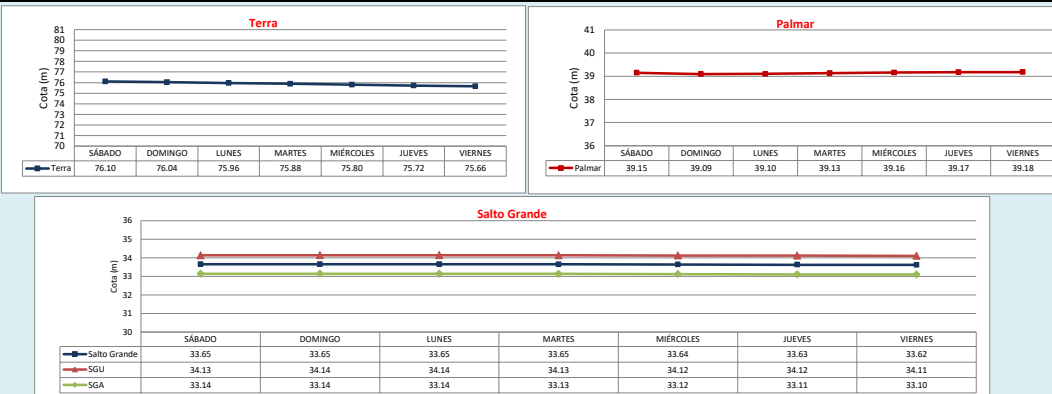 Terra
81
80
79
78
77
76
75
74
73
72
71
70
Cota (m)
SÁBADO DOMINGO LUNES MARTES MIÉRCOLES JUEVES VIERNES
Terra 76.10 76.04 75.96 75.88 75.80 75.72 75.66
Palmar
41
40
39
38
37
36
Cota (m)
SÁBADO DOMINGO LUNES MARTES MIÉRCOLES JUEVES VIERNES
Palmar 39.15 39.09 39.10 39.13 39.16 39.17 39.18
Salto Grande
36
35
34
33
32
31
30
Cota (m)
SÁBADO DOMINGO LUNES MARTES MIÉRCOLES JUEVES VIERNES
Salto Grande 33.65 33.65 33.65 33.65 33.64 33.63 33.62
SGU 34.13 34.14 34.14 34.13 34.12 34.12 34.11
SGA 33.14 33.14 33.14 33.13 33.12 33.11 33.10